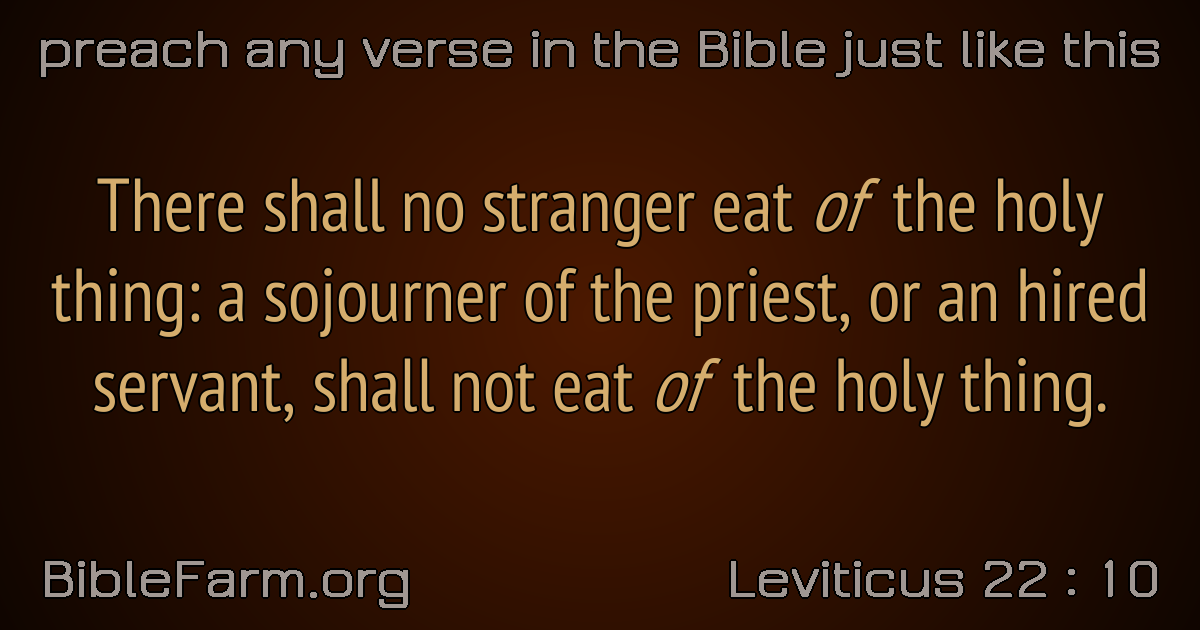 preach any verse in the Bible just like this
There shall no stranger eat of the holy
thing: a sojourner of the priest, or an hired
servant, shall not eat of the holy thing.
BibleFarm.org
Leviticus 22 : 10